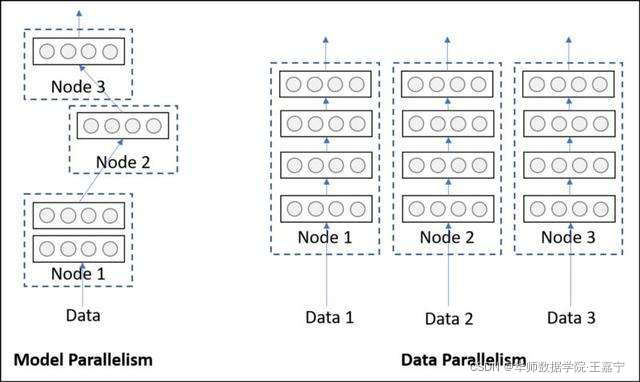 Node 3
Node 2
Node 1
Data
Model Parallelism
Node 1
Node 2
Node 3
Data 1
Data 2
Data 3
Data Parallelism
CSDN @华师数据学院·王嘉宁